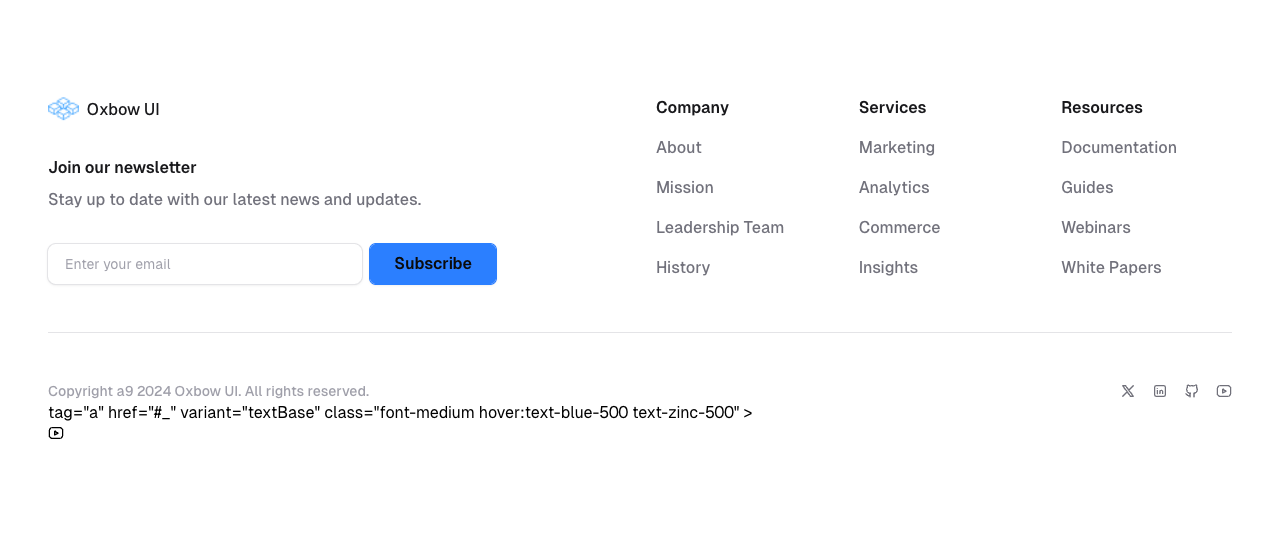 Oxbow UI
Join our newsletter
Stay up to date with our latest news and updates.
Enter your email
Subscribe
Company
About
Mission
Leadership Team
History
Services
Marketing
Analytics
Commerce
Insights
Resources
Documentation
Guides
Webinars
White Papers
Copyright a9 2024 Oxbow UI. All rights reserved.
tag="a" href="#_" variant="textBase" class="font-medium hover:text-blue-500 text-zinc-500" >